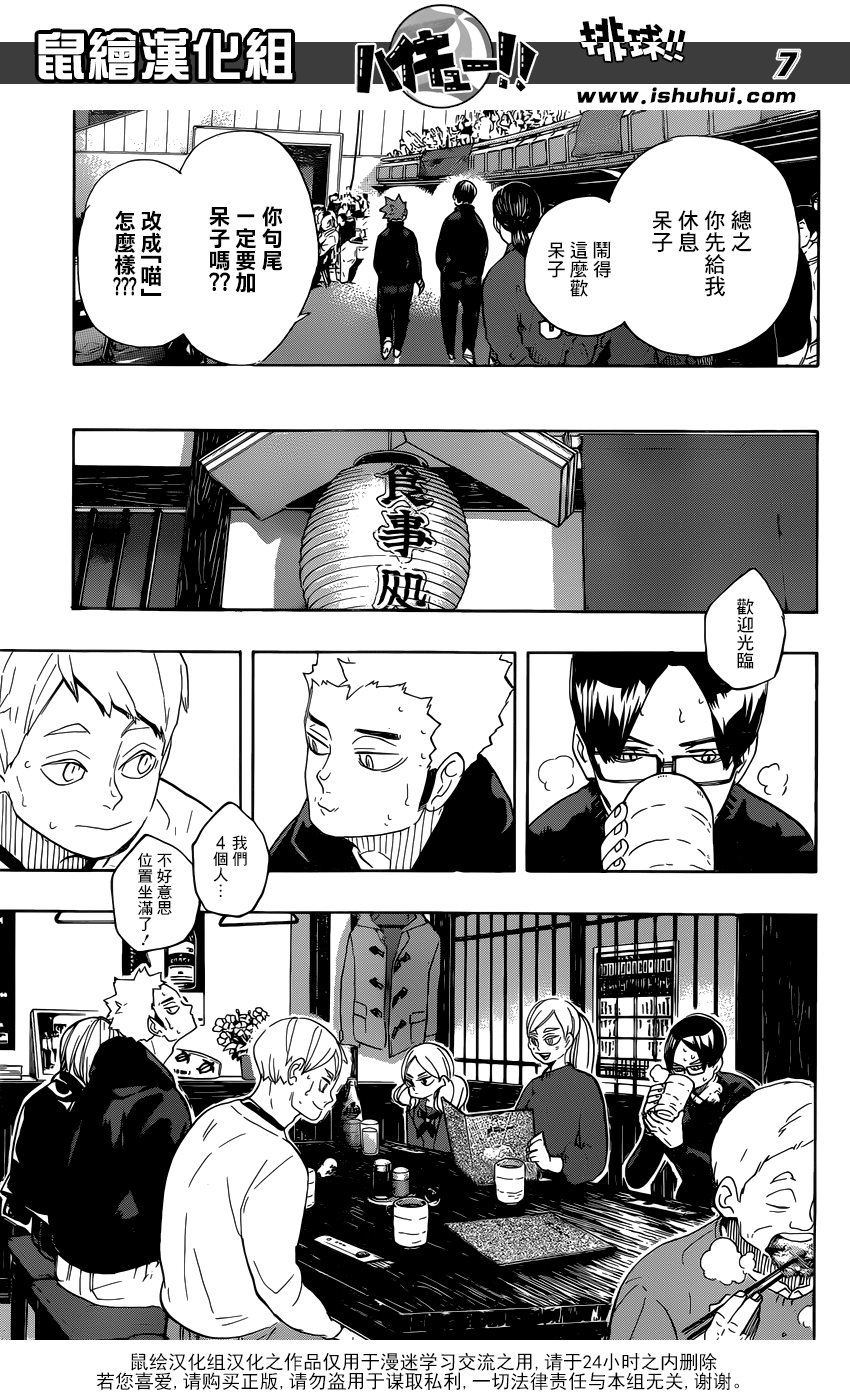 鼠繪漢化組
ハイキュー!!
排球!!
7
www.ishuhui.com
總之
你先給我
休息
呆子
鬧得
這麼歡
呆子
你句尾
一定要加
呆子嗎??
改成「喵」
怎麼樣???
食事処
歡迎光臨
我們
4個人…
不好意思
位置坐滿了!
鼠绘汉化组汉化之作品仅用于漫迷学习交流之用, 请于24小时之内删除
若您喜爱, 请购买正版, 请勿盗用于谋取私利, 一切法律责任与本组无关, 谢谢。